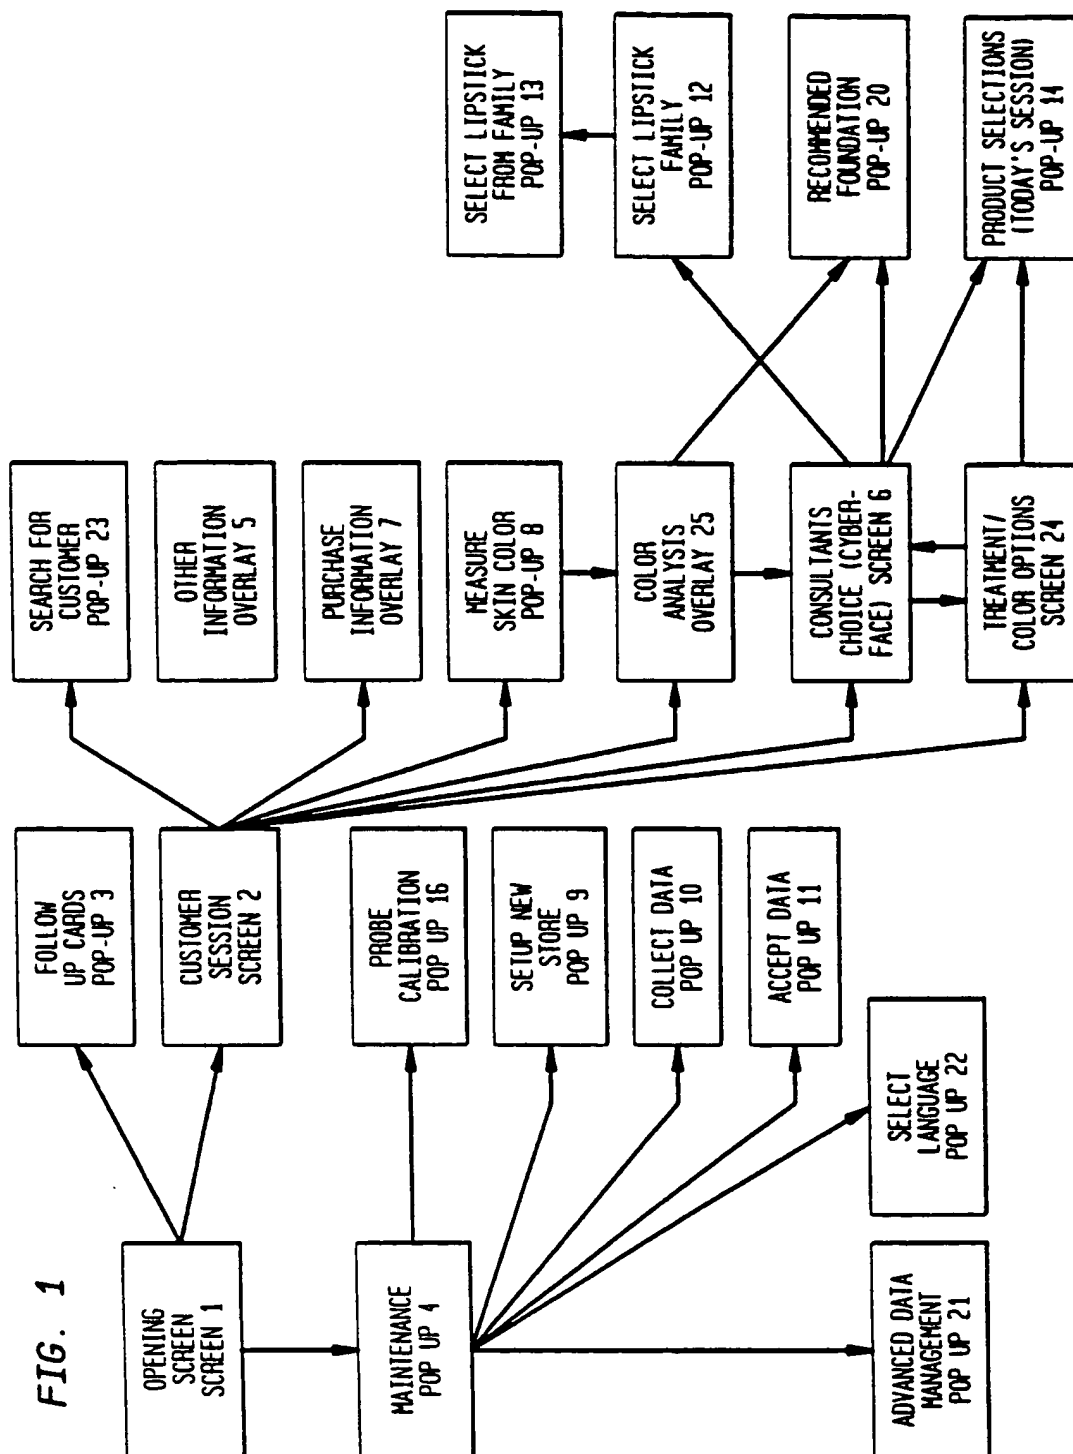 FIG. 1
OPENING
SCREEN
SCREEN 1
MAINTENANCE
POP UP 4
ADVANCED DATA
MANAGEMENT
POP UP 21
FOLLOW
UP CARDS
POP-UP 3
CUSTOMER
SESSION
SCREEN 2
PROBE
CALIBRATION
POP UP 16
SETUP NEW
STORE
POP UP 9
COLLECT DATA
POP UP 10
ACCEPT DATA
POP UP 11
SELECT
LANGUAGE
POP UP 22
SEARCH FOR
CUSTOMER
POP-UP 23
OTHER
INFORMATION
OVERLAY 5
PURCHASE
INFORMATION
OVERLAY 7
MEASURE
SKIN COLOR
POP-UP 8
COLOR
ANALYSIS
OVERLAY 25
CONSULTANTS
CHOICE (CYBER-
FACE) SCREEN 6
TREATMENT/
COLOR OPTIONS
SCREEN 24
SELECT LIPSTICK
FROM FAMILY
POP-UP 13
SELECT LIPSTICK
FAMILY
POP-UP 12
RECOMMENDED
FOUNDATION
POP-UP 20
PRODUCT SELECTIONS
(TODAY'S SESSION)
POP-UP 14